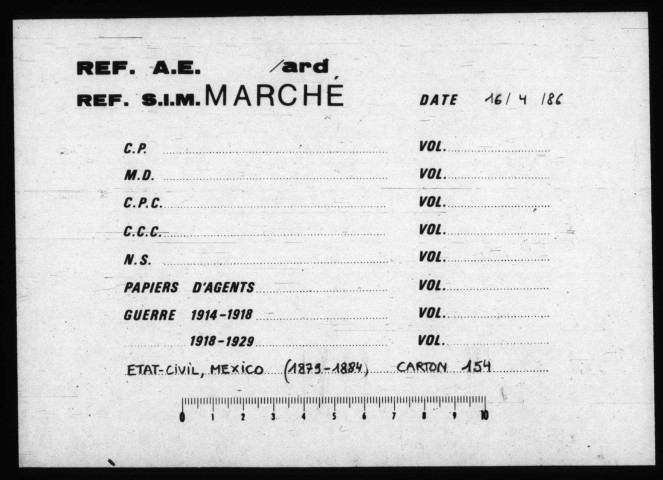 REF. A.E. /ard
REF. S.I.M. MARCHÉ DATE 16/4/86
C.P. VOL.
M.D. VOL.
C.P.C. VOL.
C.C.C. VOL.
N.S. VOL.
PAPIERS D'AGENTS VOL.
GUERRE 1914-1918 VOL.
1918-1929 VOL.
ETAT-CIVIL, MEXICO (1879-1884) CARTON 154
0 1 2 3 4 5 6 7 8 9 10